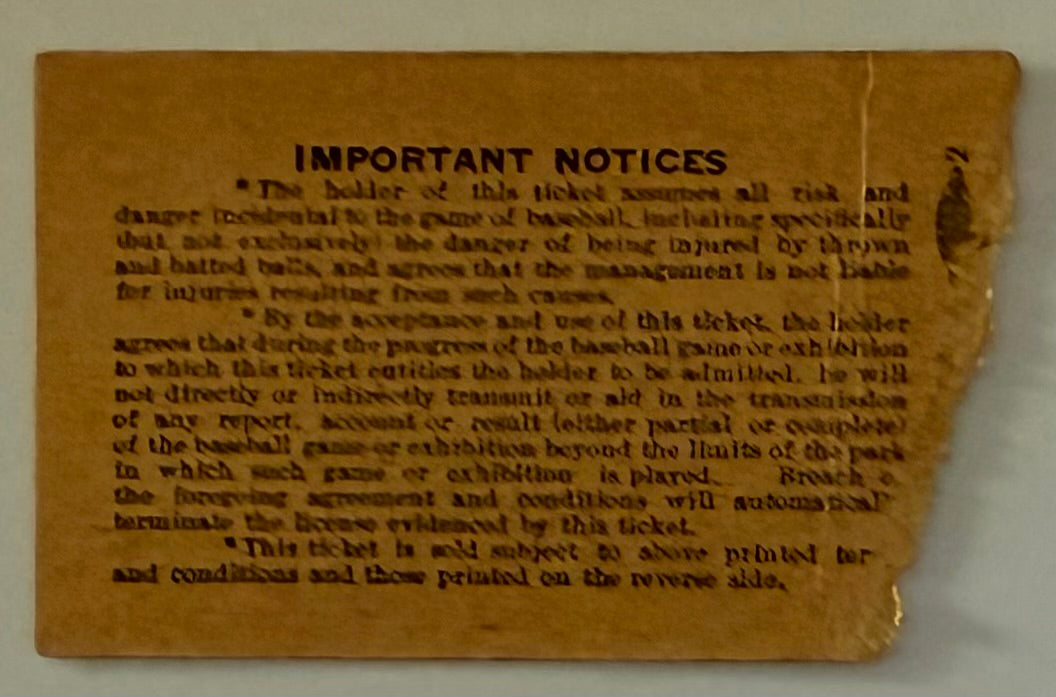 IMPORTANT NOTICES
"The holder of this ticket assumes all risk and
danger incidental to the game of baseball, including specifically
(but not exclusively) the danger of being injured by thrown
and batted balls, and agrees that the management is not liable
for injuries resulting from such causes.
"By the acceptance and use of this ticket, the holder
agrees that during the progress of the baseball game or exhibition
to which this ticket entitles the holder to be admitted, he will
not directly or indirectly transmit or aid in the transmission
of any report, account or result (either partial or complete)
of the baseball game or exhibition beyond the limits of the park
in which such game or exhibition is played. Breach o
the foregoing agreement and conditions will automatical
terminate the license evidenced by this ticket.
"This ticket is sold subject to above printed ter
and conditions and those printed on the reverse side.